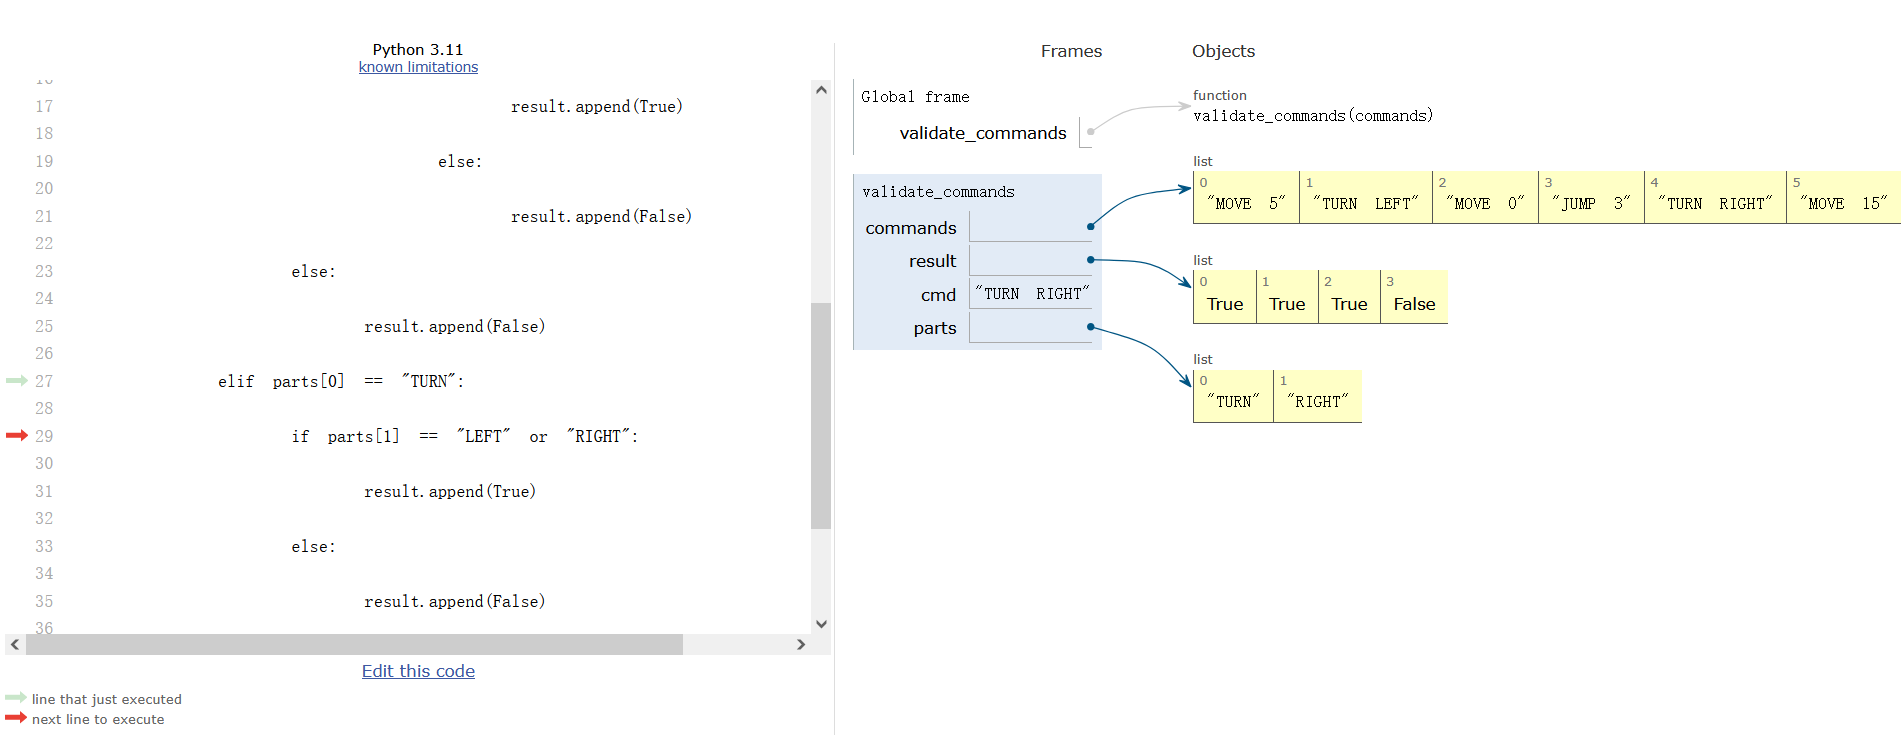 Python 3.11
known limitations
16
17 result.append(True)
18
19 else:
20
21 result.append(False)
22
23 else:
24
25 result.append(False)
26
27 elif parts[0] == "TURN":
28
29 if parts[1] == "LEFT" or "RIGHT":
30
31 result.append(True)
32
33 else:
34
35 result.append(False)
36
Edit this code
line that just executed
next line to execute
Frames Objects
Global frame
validate_commands
function
validate_commands(commands)
validate_commands
commands
result
cmd "TURN RIGHT"
parts
list
0 1 2 3 4 5
"MOVE 5" "TURN LEFT" "MOVE 0" "JUMP 3" "TURN RIGHT" "MOVE 15"
list
0 1 2 3
True True True False
list
0 1
"TURN" "RIGHT"